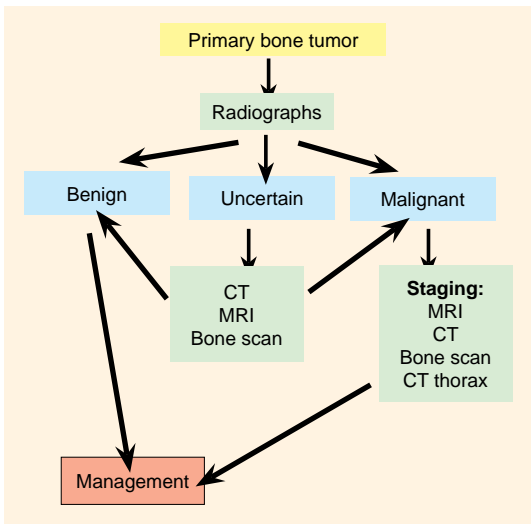 Primary bone tumor
Radiographs
Benign
Uncertain
Malignant
CT
MRI
Bone scan
Staging:
MRI
CT
Bone scan
CT thorax
Management